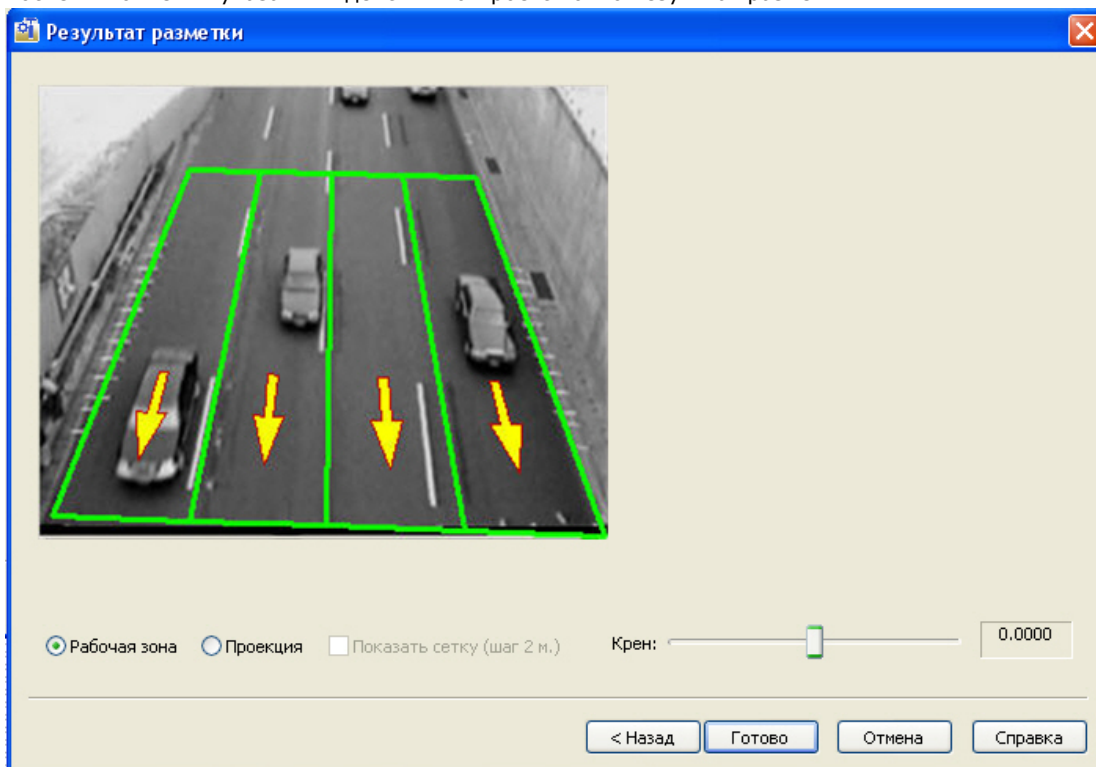 Результат разметки
Рабочая зона
Проекция
Показать сетку (шаг 2 м.)
Крен:
0.0000
< Назад
Готово
Отмена
Справка